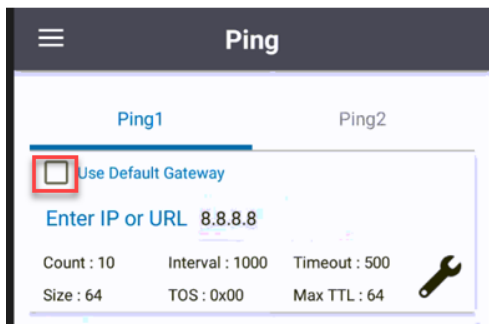 Ping
Ping1 Ping2
Use Default Gateway
Enter IP or URL 8.8.8.8
Count : 10 Interval : 1000 Timeout : 500
Size : 64 TOS : 0x00 Max TTL : 64